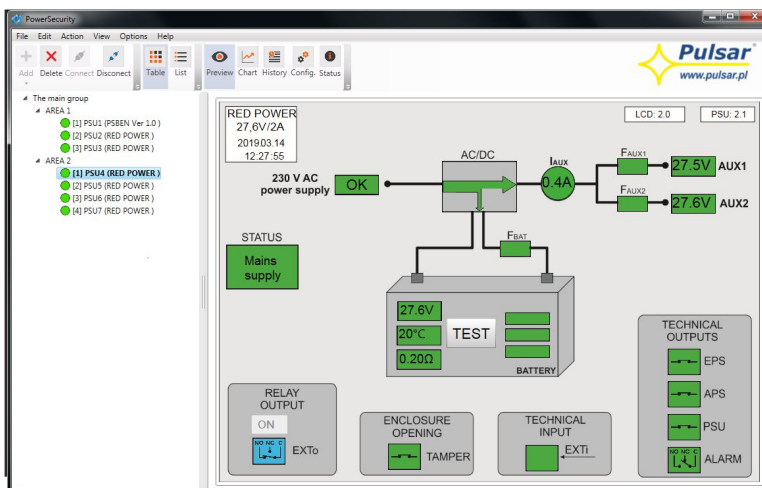 PowerSecurity
File Edit Action View Options Help
Add Delete Connect Disconect Table List Preview Chart History Config. Status
Pulsar®
www.pulsar.pl
The main group
AREA 1
[1] PSU1 (PSBEN Ver 1.0 )
[2] PSU2 (RED POWER )
[3] PSU3 (RED POWER )
AREA 2
[1] PSU4 (RED POWER )
[2] PSU5 (RED POWER )
[3] PSU6 (RED POWER )
[4] PSU7 (RED POWER )
RED POWER
27,6V/2A
2019.03.14
12:27:55
LCD: 2.0 PSU: 2.1
230 V AC
power supply
OK
AC/DC
IAUX
0.4A
FAUX1
27.5V AUX1
FAUX2
27.6V AUX2
STATUS
Mains
supply
FBAT
27.6V
20°C
0.20Ω
TEST
BATTERY
RELAY
OUTPUT
ON
NO NC C
EXTo
ENCLOSURE
OPENING
TAMPER
TECHNICAL
INPUT
EXTi
TECHNICAL
OUTPUTS
EPS
APS
PSU
NO NC C
ALARM